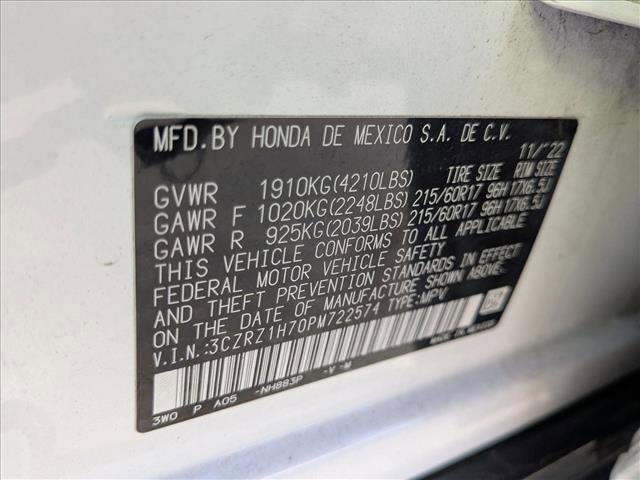 MFD. BY HONDA DE MEXICO S.A. DE C.V. 11/'22
TIRE SIZE RIM SIZE
GVWR 1910KG(4210LBS)
GAWR F 1020KG(2248LBS) 215/60R17 96H 17X6.5J
GAWR R 925KG(2039LBS) 215/60R17 96H 17X6.5J
THIS VEHICLE CONFORMS TO ALL APPLICABLE
FEDERAL MOTOR VEHICLE SAFETY
AND THEFT PREVENTION STANDARDS IN EFFECT
ON THE DATE OF MANUFACTURE SHOWN ABOVE.
V.I.N.:3CZRZ1H70PM722574 TYPE:MPV
MADE IN MEXICO
3W0 P A05 -NH883P -V -M